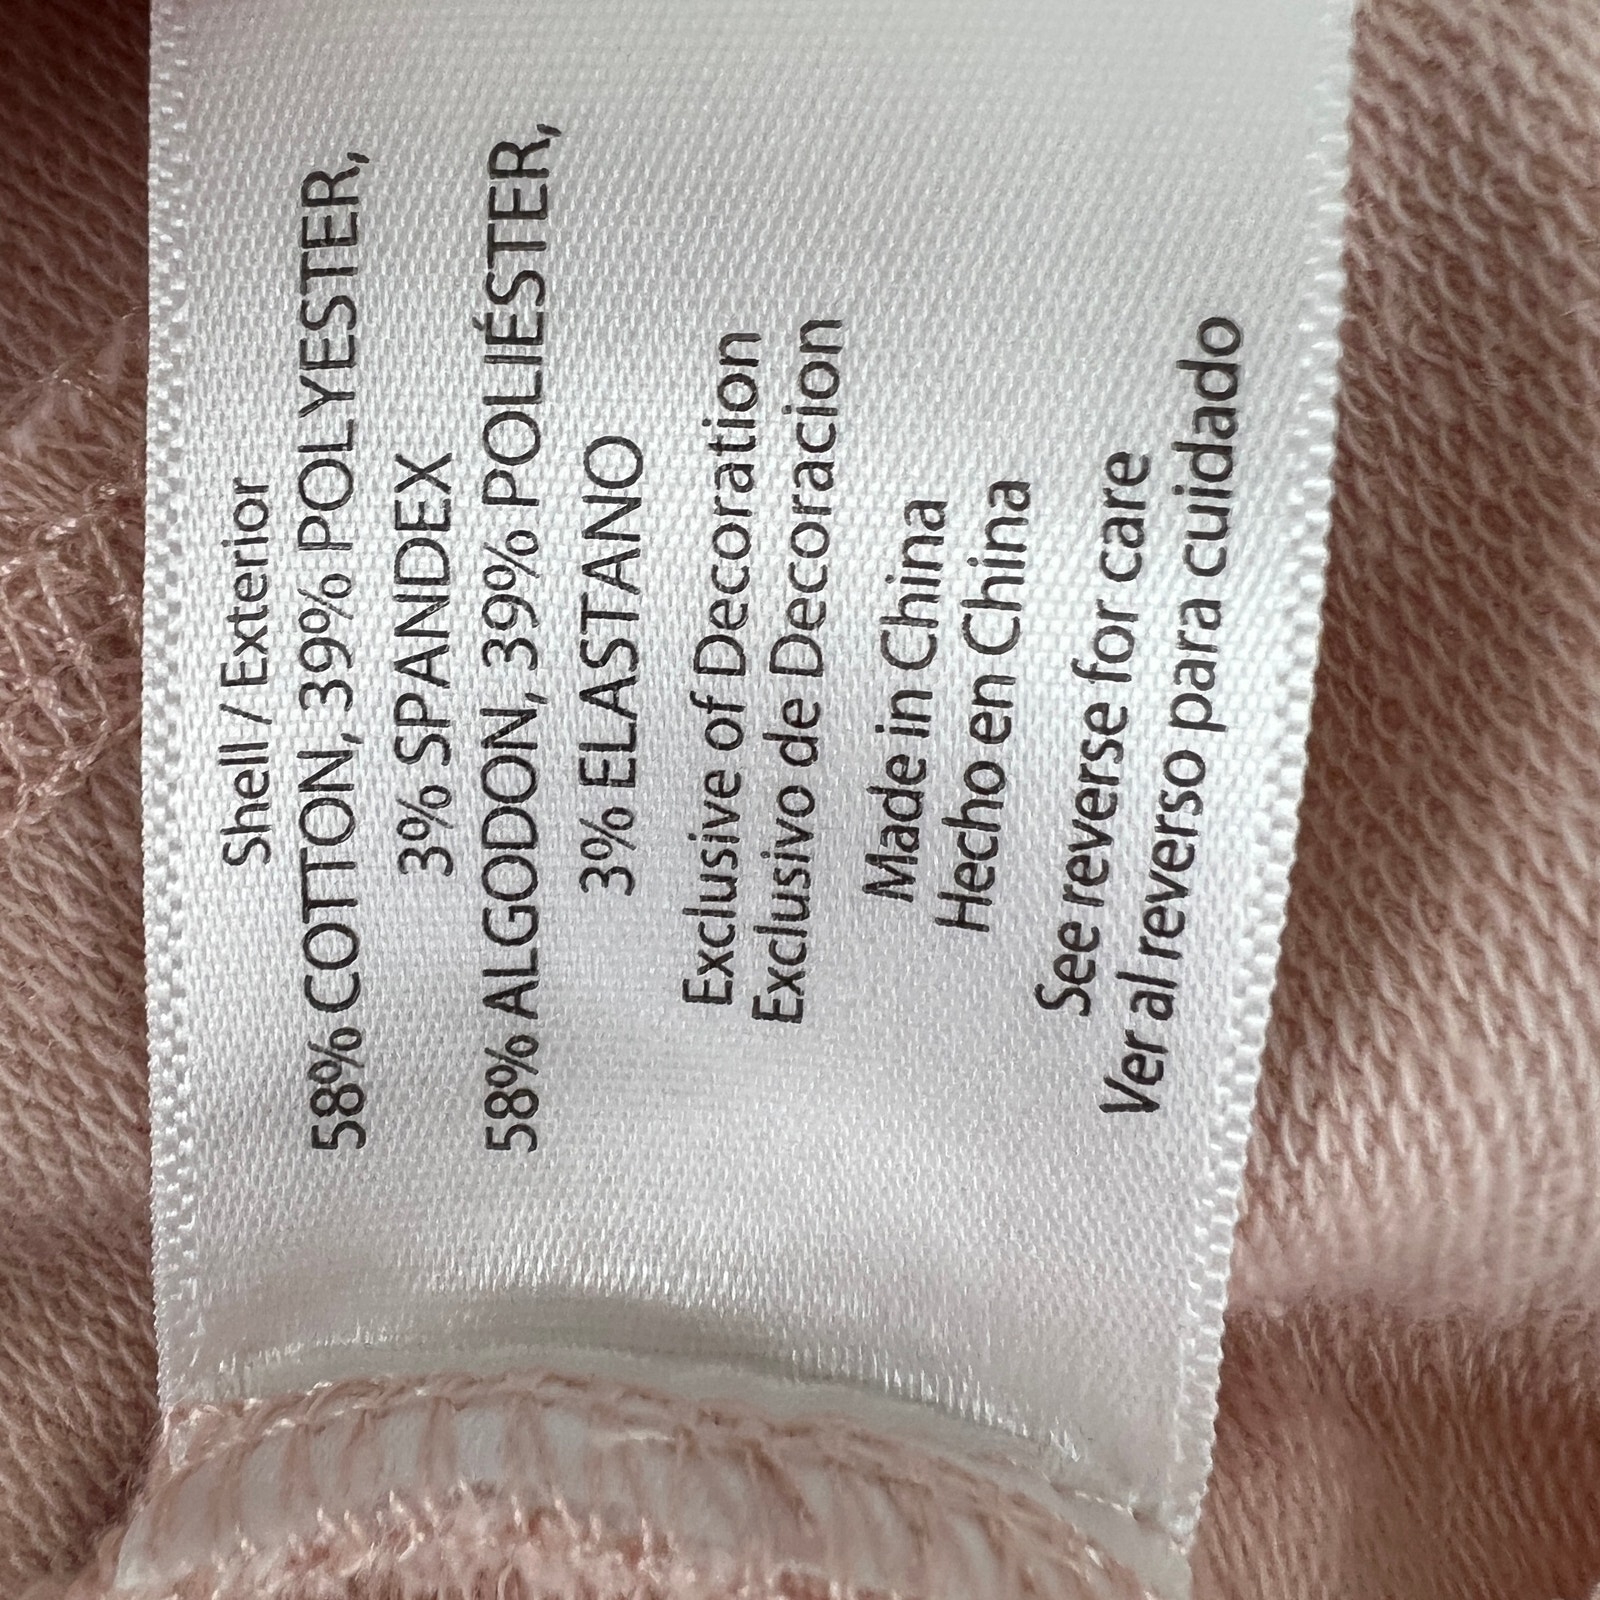 Shell / Exterior
58% COTTON, 39% POLYESTER,
3% SPANDEX
58% ALGODON, 39% POLIÉSTER,
3% ELASTANO
Exclusive of Decoration
Exclusivo de Decoracion
Made in China
Hecho en China
See reverse for care
Ver al reverso para cuidado